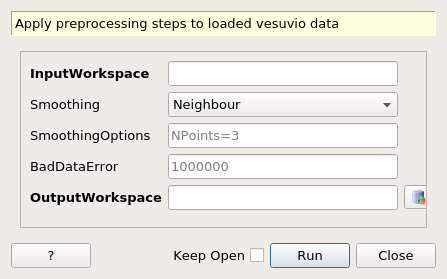 Apply preprocessing steps to loaded vesuvio data
InputWorkspace
Smoothing Neighbour
SmoothingOptions NPoints=3
BadDataError 1000000
OutputWorkspace
? Keep Open Run Close